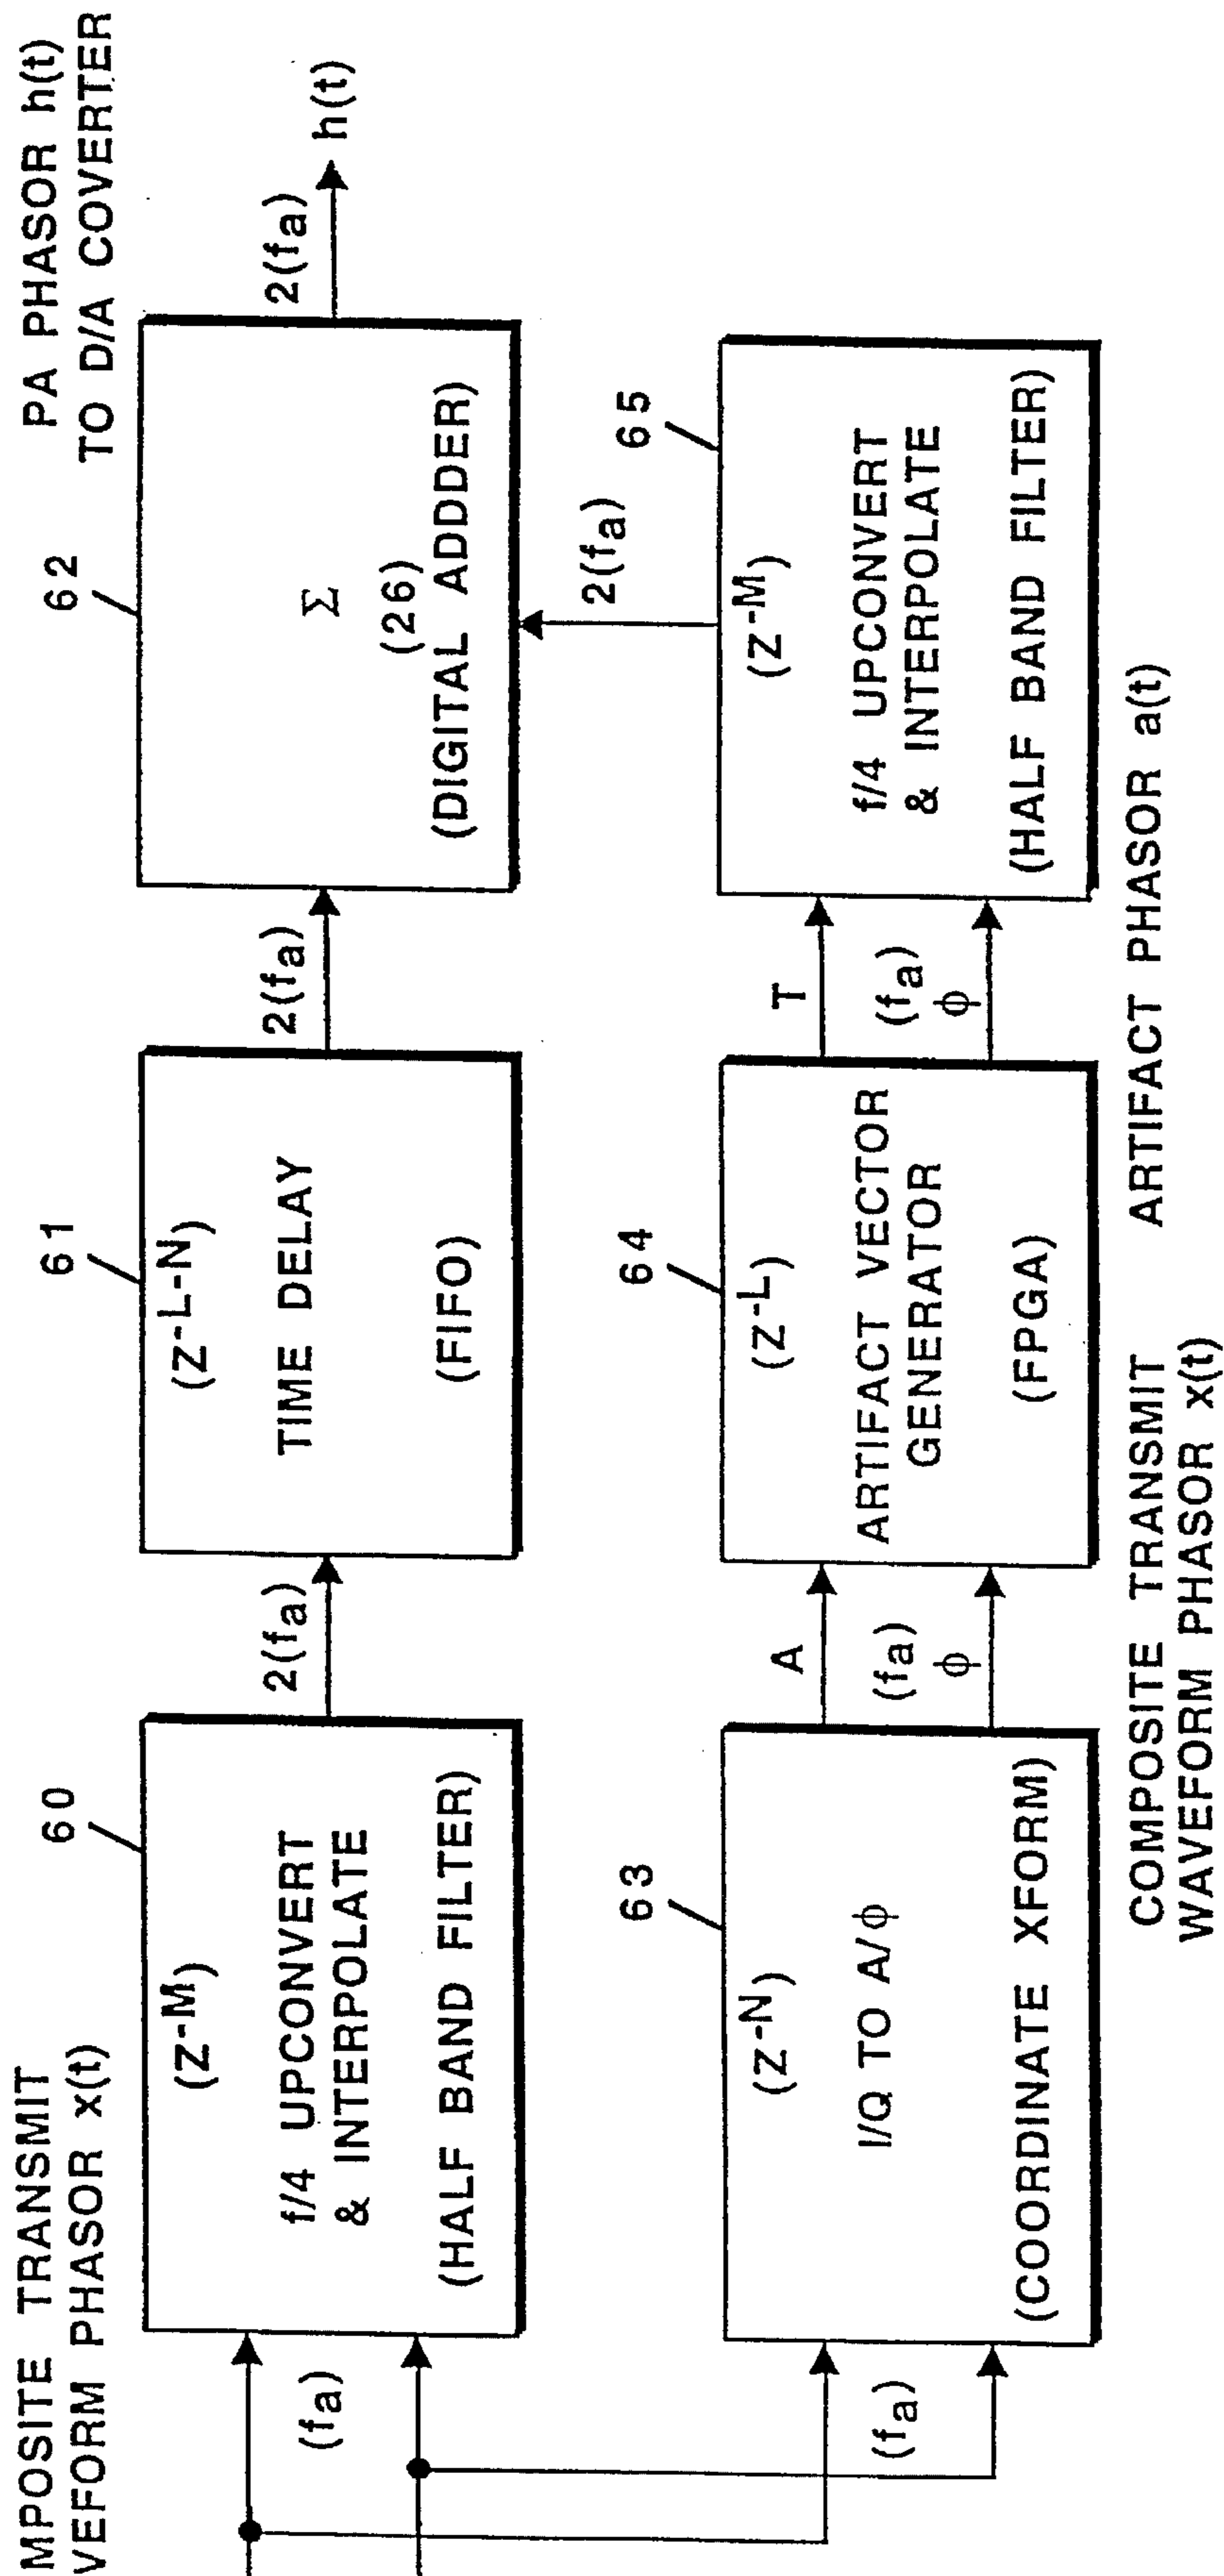 MPOSITE TRANSMIT
VEFORM PHASOR x(t)
PA PHASOR h(t)
TO D/A COVERTER
60
(Z-M)
f/4 UPCONVERT
& INTERPOLATE
(HALF BAND FILTER)
(fa)
2(fa)
61
(Z-L-N)
TIME DELAY
(FIFO)
2(fa)
62
Σ
(26)
(DIGITAL ADDDER)
2(fa)
h(t)
63
(Z-N)
I/Q TO A/ϕ
(COORDINATE XFORM)
(fa)
A
(fa)
ϕ
64
(Z-L)
ARTIFACT VECTOR
GENERATOR
(FPGA)
T
(fa)
ϕ
65
(Z-M)
f/4 UPCONVERT
& INTERPOLATE
(HALF BAND FILTER)
2(fa)
COMPOSITE TRANSMIT
WAVEFORM PHASOR x(t)
ARTIFACT PHASOR a(t)